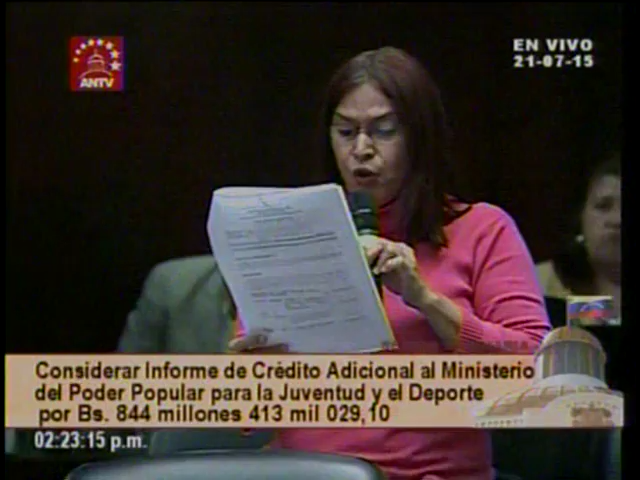 ANTV
EN VIVO
21-07-15
Considerar Informe de Crédito Adicional al Ministerio
del Poder Popular para la Juventud y el Deporte
por Bs. 844 millones 413 mil 029,10
02:23:15 p.m.